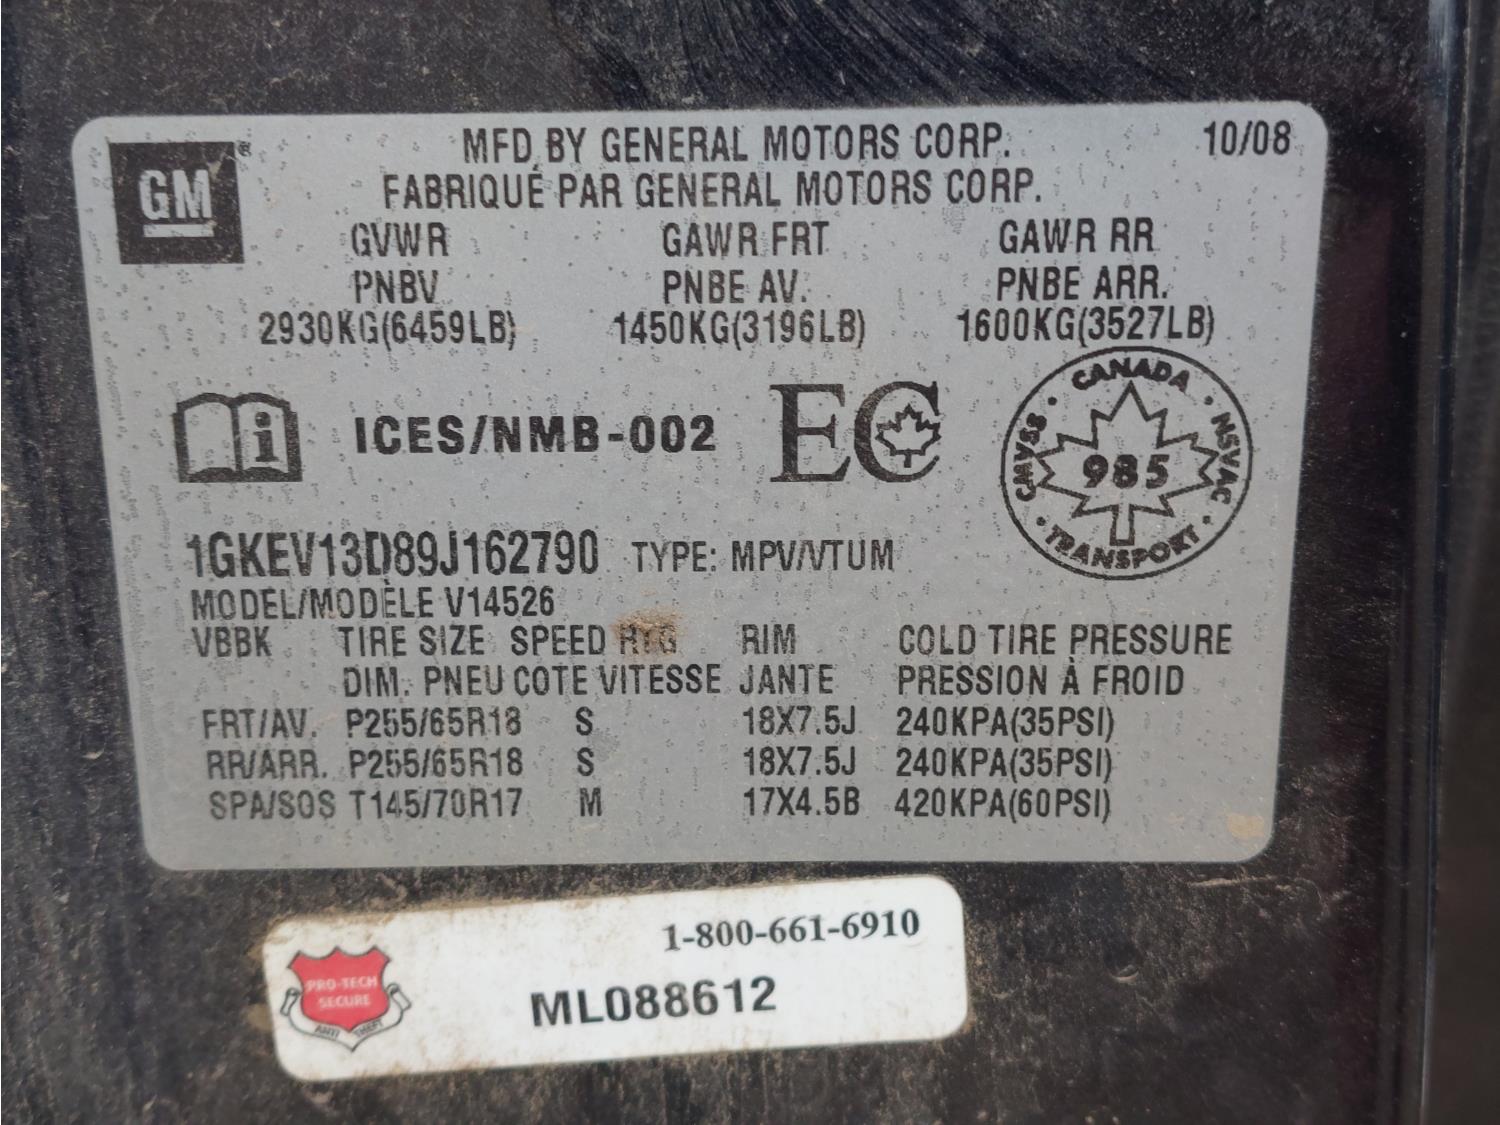 GM®
MFD BY GENERAL MOTORS CORP. 10/08
FABRIQUÉ PAR GENERAL MOTORS CORP.
GVWR GAWR FRT GAWR RR
PNBV PNBE AV. PNBE ARR.
2930KG(6459LB) 1450KG(3196LB) 1600KG(3527LB)
i ICES/NMB-002 EC
CANADA
CMVSS · 985 · NSVAC
TRANSPORT
1GKEV13D89J162790 TYPE: MPV/VTUM
MODEL/MODÈLE V14526
VBBK TIRE SIZE SPEED RTG RIM COLD TIRE PRESSURE
DIM. PNEU COTE VITESSE JANTE PRESSION À FROID
FRT/AV. P255/65R18 S 18X7.5J 240KPA(35PSI)
RR/ARR. P255/65R18 S 18X7.5J 240KPA(35PSI)
SPA/SOS T145/70R17 M 17X4.5B 420KPA(60PSI)
1-800-661-6910
PRO-TECH
SECURE
ANTI THEFT
ML088612